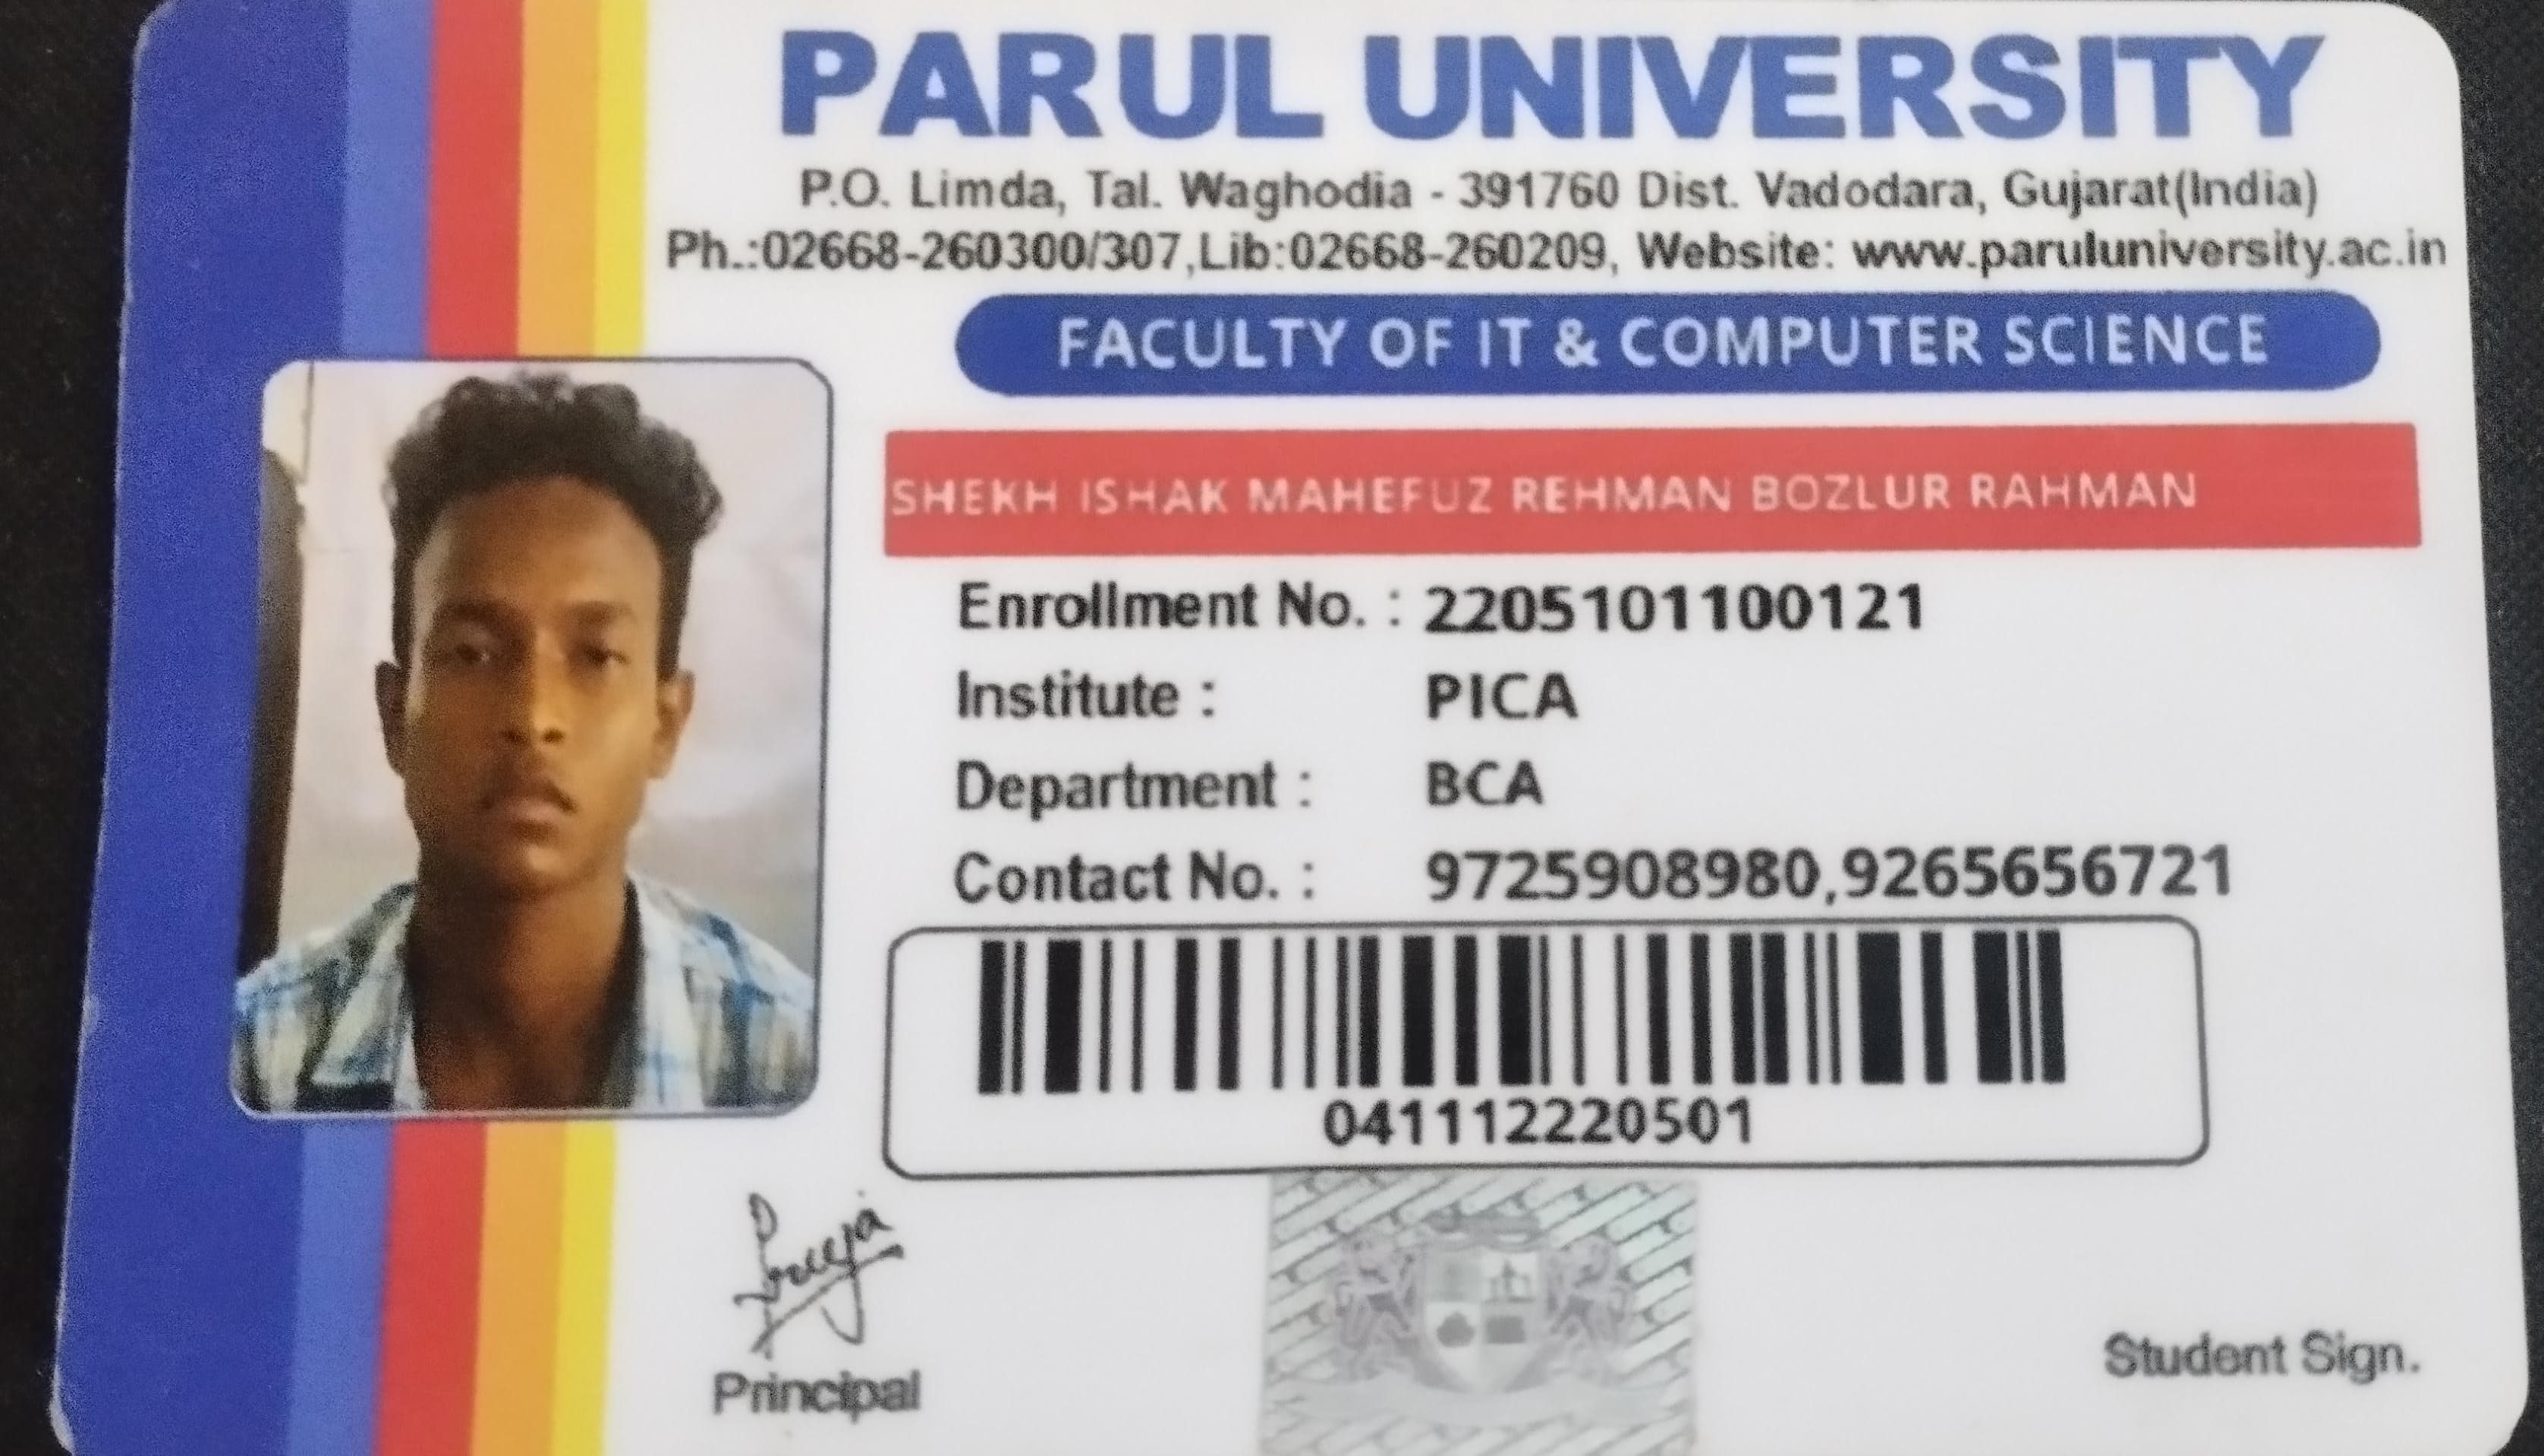 PARUL UNIVERSITY
P.O. Limda, Tal. Waghodia - 391760 Dist. Vadodara, Gujarat(India)
Ph.:02668-260300/307,Lib:02668-260209, Website: www.paruluniversity.ac.in
FACULTY OF IT & COMPUTER SCIENCE
SHEKH ISHAK MAHEFUZ REHMAN BOZLUR RAHMAN
Enrollment No. : 2205101100121
Institute : PICA
Department : BCA
Contact No. : 9725908980,9265656721
041112220501
Principal
Student Sign.